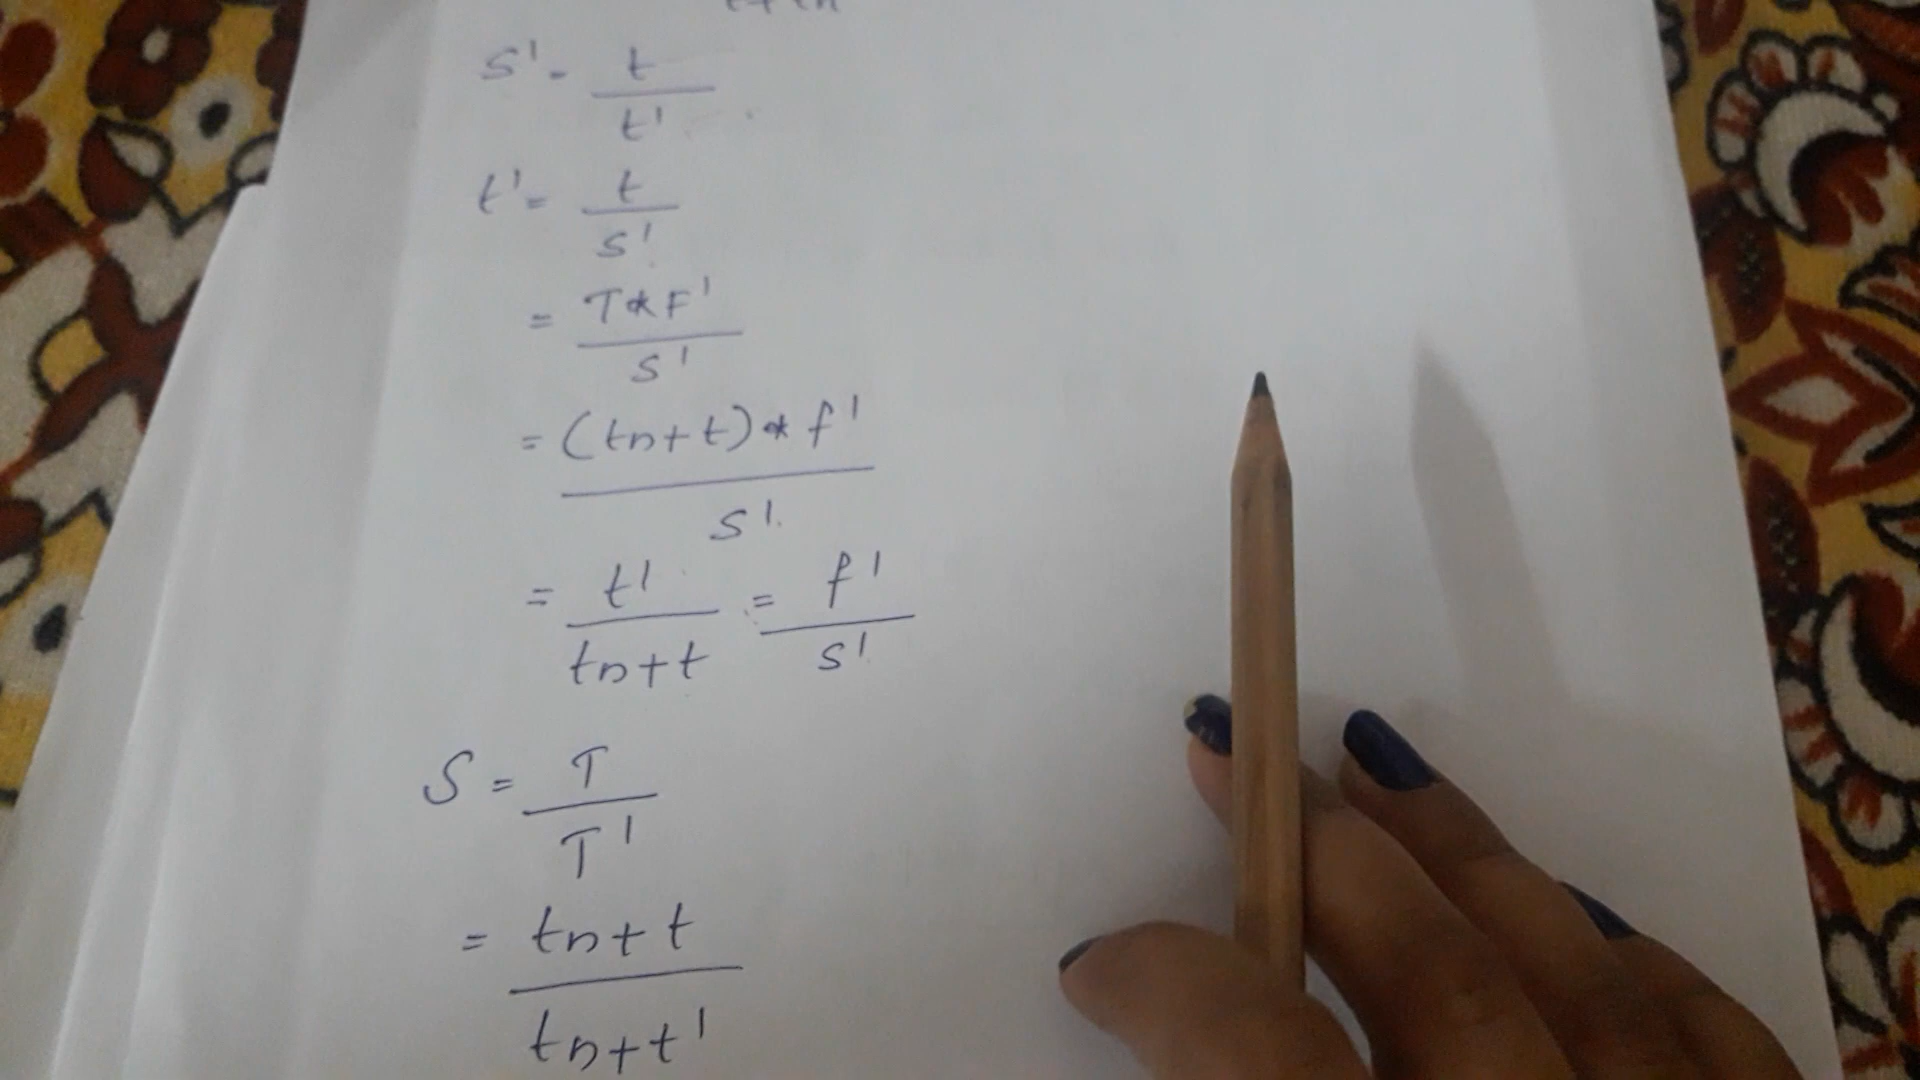 S' = t / t'
t' = t / s'
= T * F' / s'
= (tn+t) * f' / s'
= t' / tn+t = f' / s'
S = T / T'
= tn+t / tn+t'